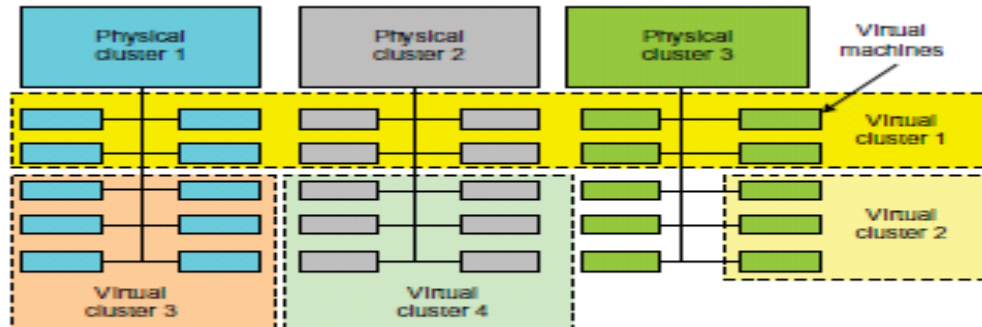 Physical
cluster 1
Physical
cluster 2
Physical
cluster 3
Virtual
machines
Virtual
cluster 1
Virtual
cluster 2
Virtual
cluster 3
Virtual
cluster 4